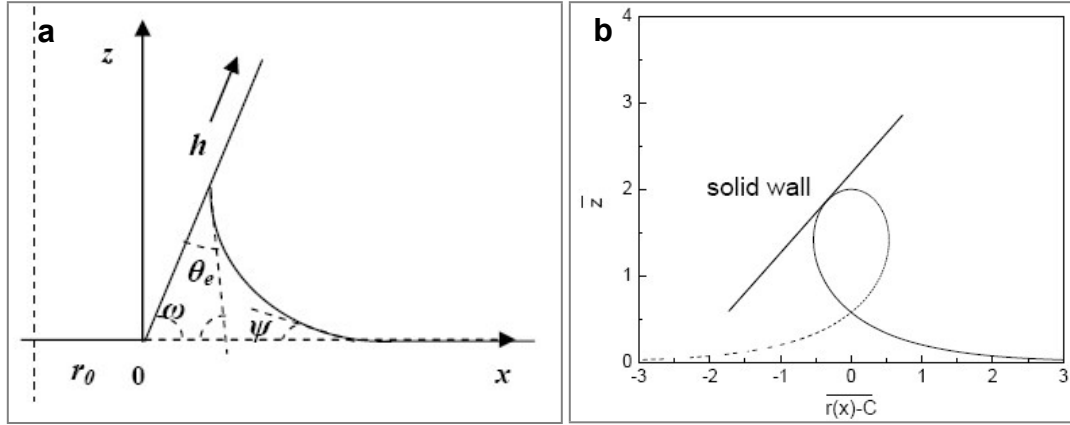 a
z
h
θe
ω
ψ
r0
0
x
b
4
3
2
1
0
z̄
solid wall
-3 -2 -1 0 1 2 3
r(x)-C